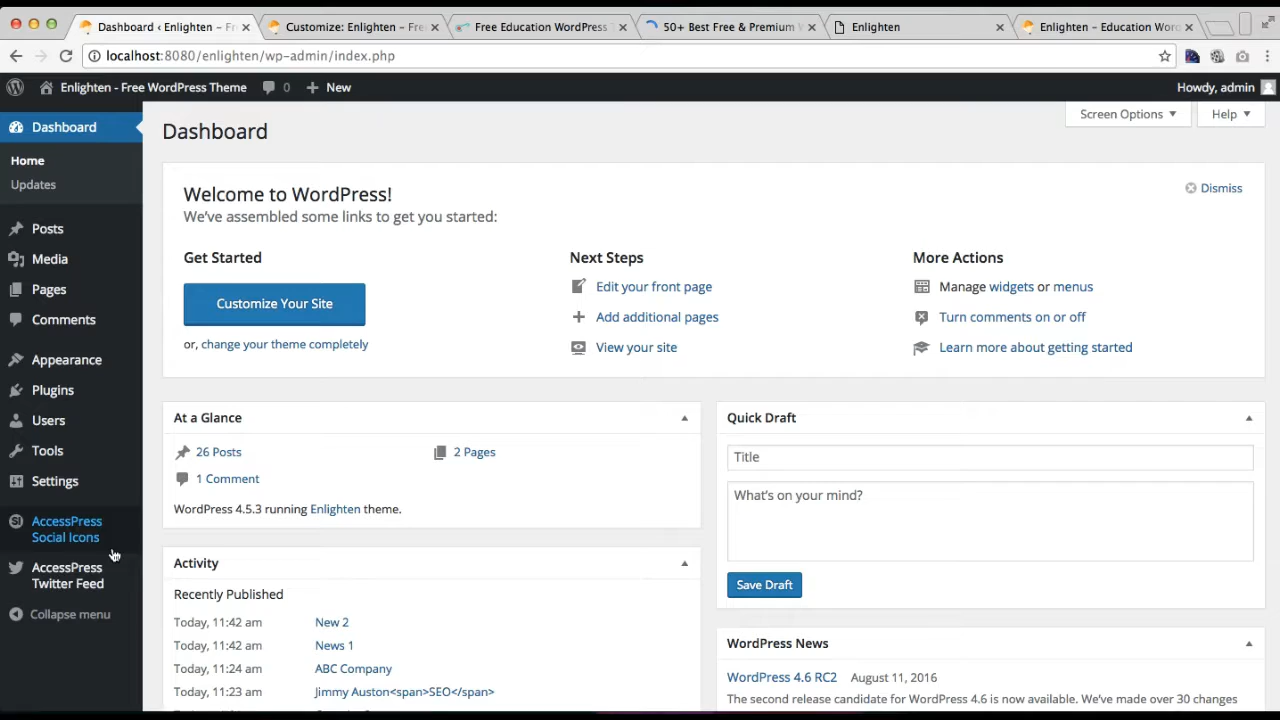 Dashboard ‹ Enlighten – Fr
Customize: Enlighten – Free
Free Education WordPress T
50+ Best Free & Premium W
Enlighten
Enlighten – Education Wor
localhost:8080/enlighten/wp-admin/index.php
Enlighten - Free WordPress Theme
0
New
Howdy, admin
Dashboard
Home
Updates
Posts
Media
Pages
Comments
Appearance
Plugins
Users
Tools
Settings
AccessPress
Social Icons
AccessPress
Twitter Feed
Collapse menu
Dashboard
Screen Options
Help
Welcome to WordPress!
We've assembled some links to get you started:
Dismiss
Get Started
Customize Your Site
or, change your theme completely
Next Steps
Edit your front page
Add additional pages
View your site
More Actions
Manage widgets or menus
Turn comments on or off
Learn more about getting started
At a Glance
26 Posts
2 Pages
1 Comment
WordPress 4.5.3 running Enlighten theme.
Activity
Recently Published
Today, 11:42 am New 2
Today, 11:42 am News 1
Today, 11:24 am ABC Company
Today, 11:23 am Jimmy Auston<span>SEO</span>
Quick Draft
Title
What's on your mind?
Save Draft
WordPress News
WordPress 4.6 RC2 August 11, 2016
The second release candidate for WordPress 4.6 is now available. We've made over 30 changes